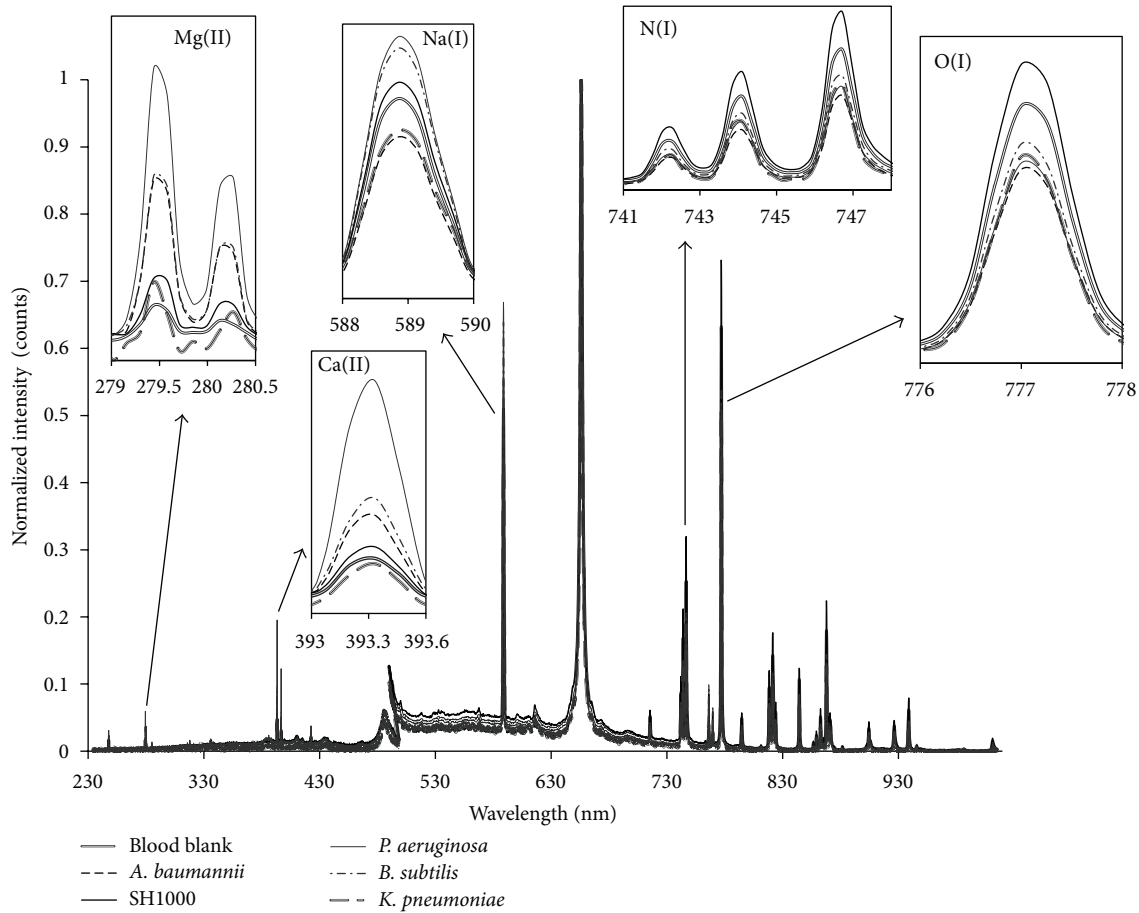 Mg(II)
279
279.5
280
280.5
Na(I)
588
589
590
Ca(II)
393
393.3
393.6
N(I)
741
743
745
747
O(I)
776
777
778
Normalized intensity (counts)
1
0.9
0.8
0.7
0.6
0.5
0.4
0.3
0.2
0.1
0
230
330
430
530
630
730
830
930
Wavelength (nm)
Blood blank
A. baumannii
SH1000
P. aeruginosa
B. subtilis
K. pneumoniae